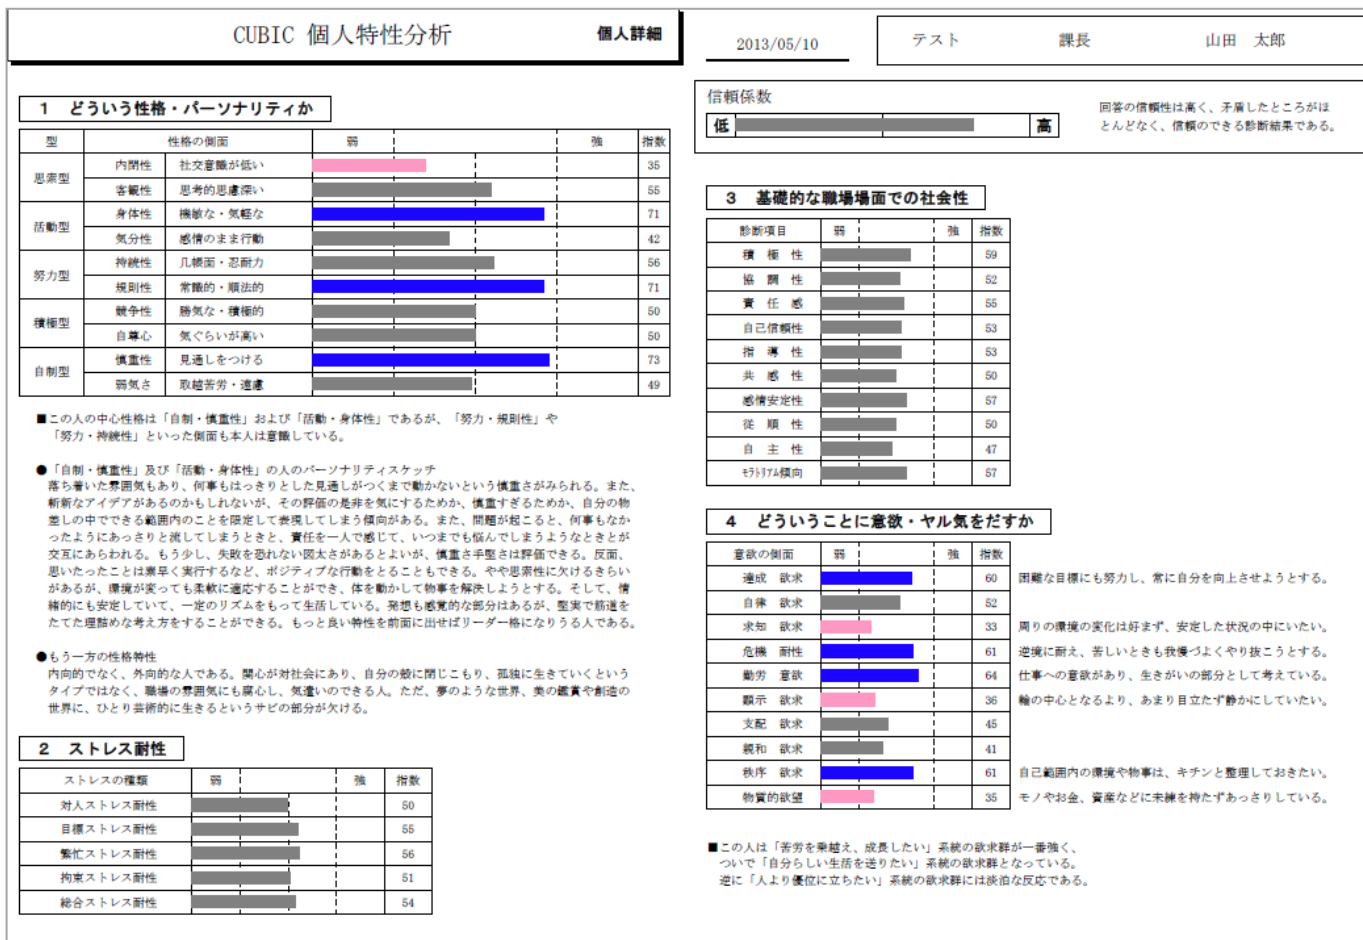 CUBIC 個人特性分析 個人詳細
2013/05/10
テスト 課長 山田 太郎
信頼係数
低 高
回答の信頼性は高く、矛盾したところがほ
とんどなく、信頼のできる診断結果である。
1 どういう性格・パーソナリティか
型 性格の側面 弱 強 指数
思索型 内閉性 社交意識が低い 35
客観性 思考的思慮深い 55
活動型 身体性 機敏な・気軽な 71
気分性 感情のまま行動 42
努力型 持続性 几帳面・忍耐力 56
規則性 常識的・順法的 71
積極型 競争性 勝気な・積極的 50
自尊心 気ぐらいが高い 50
自制型 慎重性 見通しをつける 73
弱気さ 取越苦労・遠慮 49
■この人の中心性格は「自制・慎重性」および「活動・身体性」であるが、「努力・規則性」や
「努力・持続性」といった側面も本人は意識している。
●「自制・慎重性」及び「活動・身体性」の人のパーソナリティスケッチ
落ち着いた雰囲気もあり、何事もはっきりとした見通しがつくまで動かないという慎重さがみられる。また、
斬新なアイデアがあるのかもしれないが、その評価の是非を気にするためか、慎重すぎるためか、自分の物
差しの中でできる範囲内のことを限定して表現してしまう傾向がある。また、問題が起こると、何事もなか
ったようにあっさりと流してしまうときと、責任を一人で感じて、いつまでも悩んでしまうようなときとが
交互にあらわれる。もう少し、失敗を恐れない図太さがあるとよいが、慎重さ手堅さは評価できる。反面、
思いたったことは素早く実行するなど、ポジティブな行動をとることもできる。やや思索性に欠けるきらい
があるが、環境が変っても柔軟に適応することができ、体を動かして物事を解決しようとする。そして、情
緒的にも安定していて、一定のリズムをもって生活している。発想も感覚的な部分はあるが、堅実で筋道を
たてた理詰めな考え方をすることができる。もっと良い特性を前面に出せばリーダー格になりうる人である。
●もう一方の性格特性
内向的でなく、外向的な人である。関心が対社会にあり、自分の殻に閉じこもり、孤独に生きていくという
タイプではなく、職場の雰囲気にも腐心し、気遣いのできる人。ただ、夢のような世界、美の鑑賞や創造の
世界に、ひとり芸術的に生きるというサビの部分が欠ける。
2 ストレス耐性
ストレスの種類 弱 強 指数
対人ストレス耐性 50
目標ストレス耐性 55
繁忙ストレス耐性 56
拘束ストレス耐性 51
総合ストレス耐性 54
3 基礎的な職場場面での社会性
診断項目 弱 強 指数
積極性 59
協調性 52
責任感 55
自己信頼性 53
指導性 53
共感性 50
感情安定性 57
従順性 50
自主性 47
モラトリアム傾向 57
4 どういうことに意欲・ヤル気をだすか
意欲の側面 弱 強 指数
達成 欲求 60 困難な目標にも努力し、常に自分を向上させようとする。
自律 欲求 52
求知 欲求 33 周りの環境の変化は好まず、安定した状況の中にいたい。
危機 耐性 61 逆境に耐え、苦しいときも我慢づよくやり抜こうとする。
勤労 意欲 64 仕事への意欲があり、生きがいの部分として考えている。
顕示 欲求 36 輪の中心となるより、あまり目立たず静かにしていたい。
支配 欲求 45
親和 欲求 41
秩序 欲求 61 自己範囲内の環境や物事は、キチンと整理しておきたい。
物質的欲望 35 モノやお金、資産などに未練を持たずあっさりしている。
■この人は「苦労を乗越え、成長したい」系統の欲求群が一番強く、
ついで「自分らしい生活を送りたい」系統の欲求群となっている。
逆に「人より優位に立ちたい」系統の欲求群には淡泊な反応である。